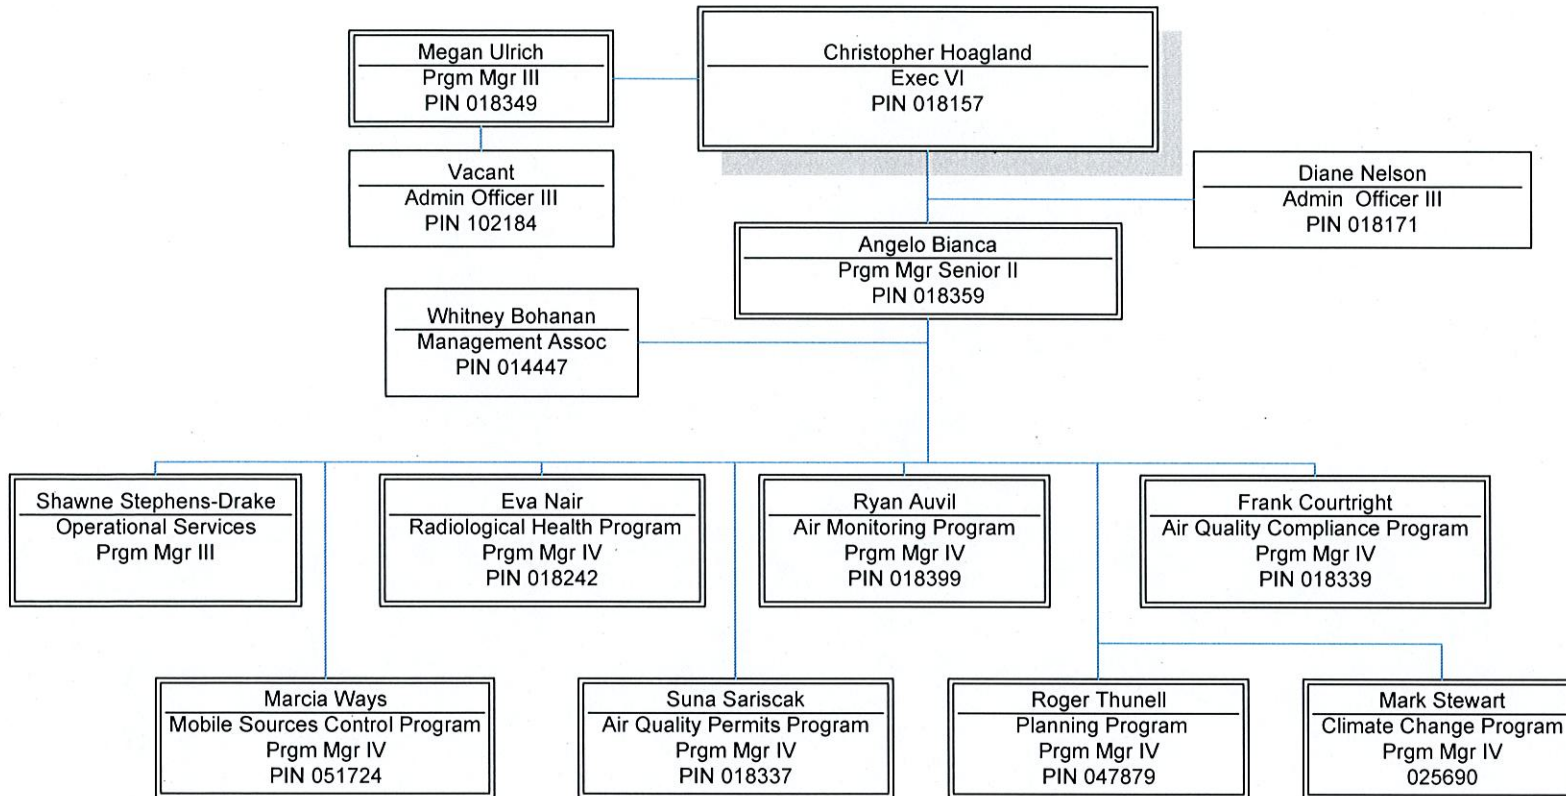 Megan Ulrich
Prgm Mgr III
PIN 018349
Christopher Hoagland
Exec VI
PIN 018157
Vacant
Admin Officer III
PIN 102184
Diane Nelson
Admin Officer III
PIN 018171
Angelo Bianca
Prgm Mgr Senior II
PIN 018359
Whitney Bohanan
Management Assoc
PIN 014447
Shawne Stephens-Drake
Operational Services
Prgm Mgr III
Eva Nair
Radiological Health Program
Prgm Mgr IV
PIN 018242
Ryan Auvil
Air Monitoring Program
Prgm Mgr IV
PIN 018399
Frank Courtright
Air Quality Compliance Program
Prgm Mgr IV
PIN 018339
Marcia Ways
Mobile Sources Control Program
Prgm Mgr IV
PIN 051724
Suna Sariscak
Air Quality Permits Program
Prgm Mgr IV
PIN 018337
Roger Thunell
Planning Program
Prgm Mgr IV
PIN 047879
Mark Stewart
Climate Change Program
Prgm Mgr IV
025690